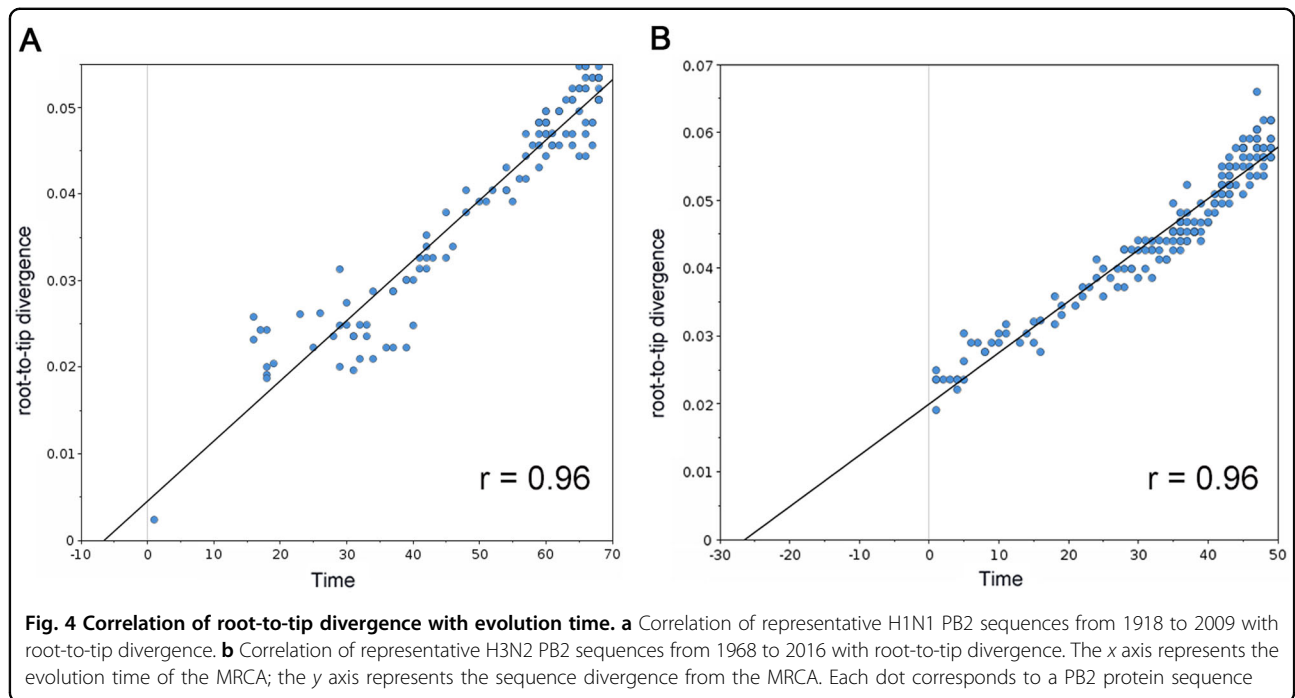 A
root-to-tip divergence
0.05
0.04
0.03
0.02
0.01
0
-10
0
10
20
30
40
50
60
70
Time
r = 0.96
B
root-to-tip divergence
0.07
0.06
0.05
0.04
0.03
0.02
0.01
0
-30
-20
-10
0
10
20
30
40
50
Time
r = 0.96
Fig. 4 Correlation of root-to-tip divergence with evolution time. a Correlation of representative H1N1 PB2 sequences from 1918 to 2009 with
root-to-tip divergence. b Correlation of representative H3N2 PB2 sequences from 1968 to 2016 with root-to-tip divergence. The x axis represents the
evolution time of the MRCA; the y axis represents the sequence divergence from the MRCA. Each dot corresponds to a PB2 protein sequence